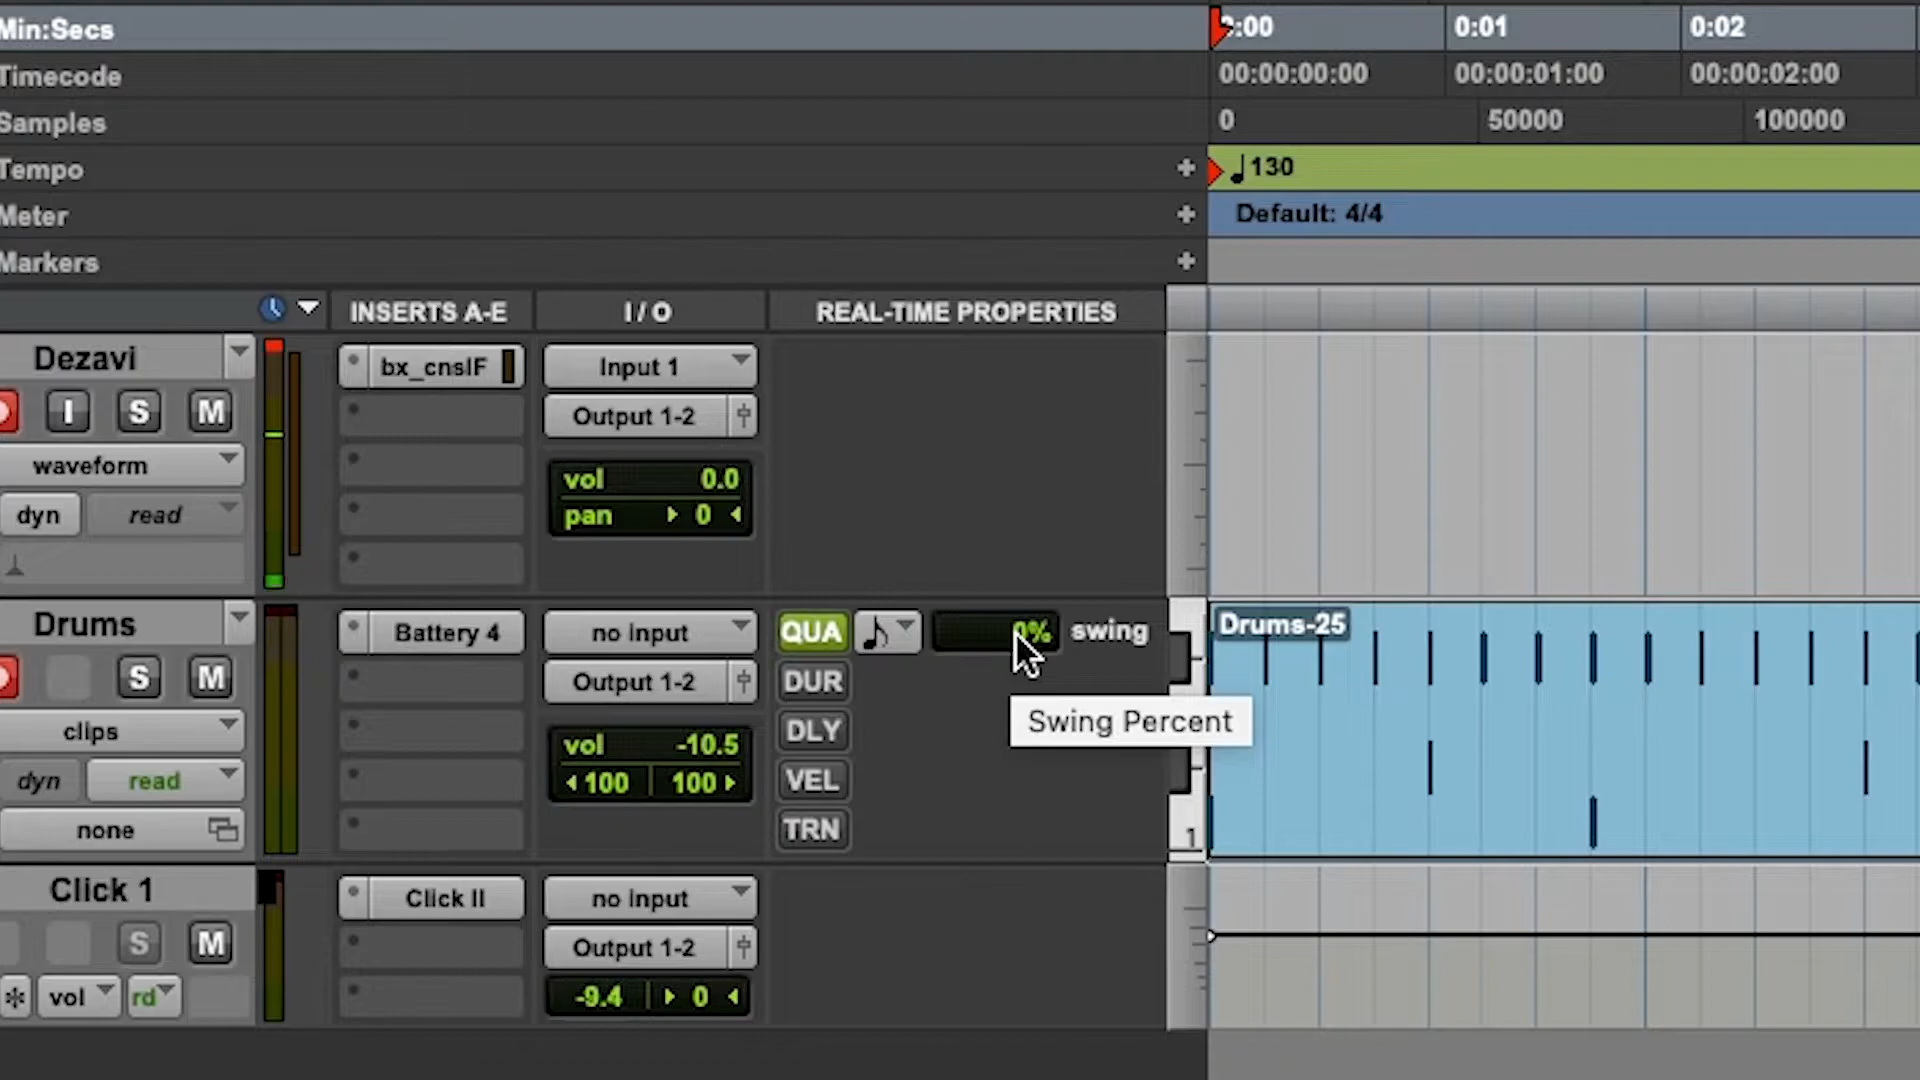 Min:Secs
:00 0:01 0:02
Timecode
00:00:00:00 00:00:01:00 00:00:02:00
Samples
0 50000 100000
Tempo
130
Meter
Default: 4/4
Markers
INSERTS A-E I / O REAL-TIME PROPERTIES
Dezavi
bx_cnslF
Input 1
I S M
Output 1-2
waveform
vol 0.0
dyn read
pan 0
Drums
Battery 4
no input
QUA
0%
swing
Drums-25
S M
Output 1-2
DUR
Swing Percent
clips
vol -10.5
DLY
dyn read
100 100
VEL
none
TRN
1
Click 1
Click II
no input
S M
Output 1-2
vol rd
-9.4 0